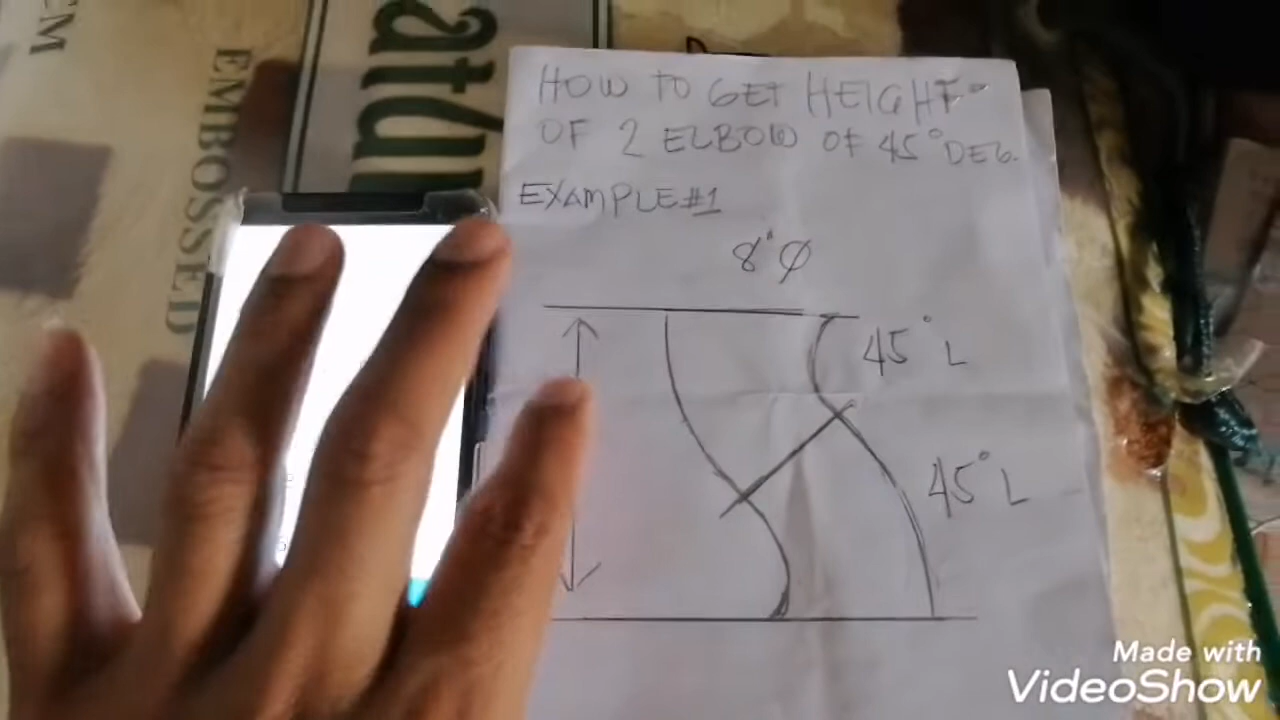 EMBOSSED
HOW TO GET HEIGHT
OF 2 ELBOW OF 45° DEG.
EXAMPLE #1
8"Ø
45° L
45° L
Made with
VideoShow